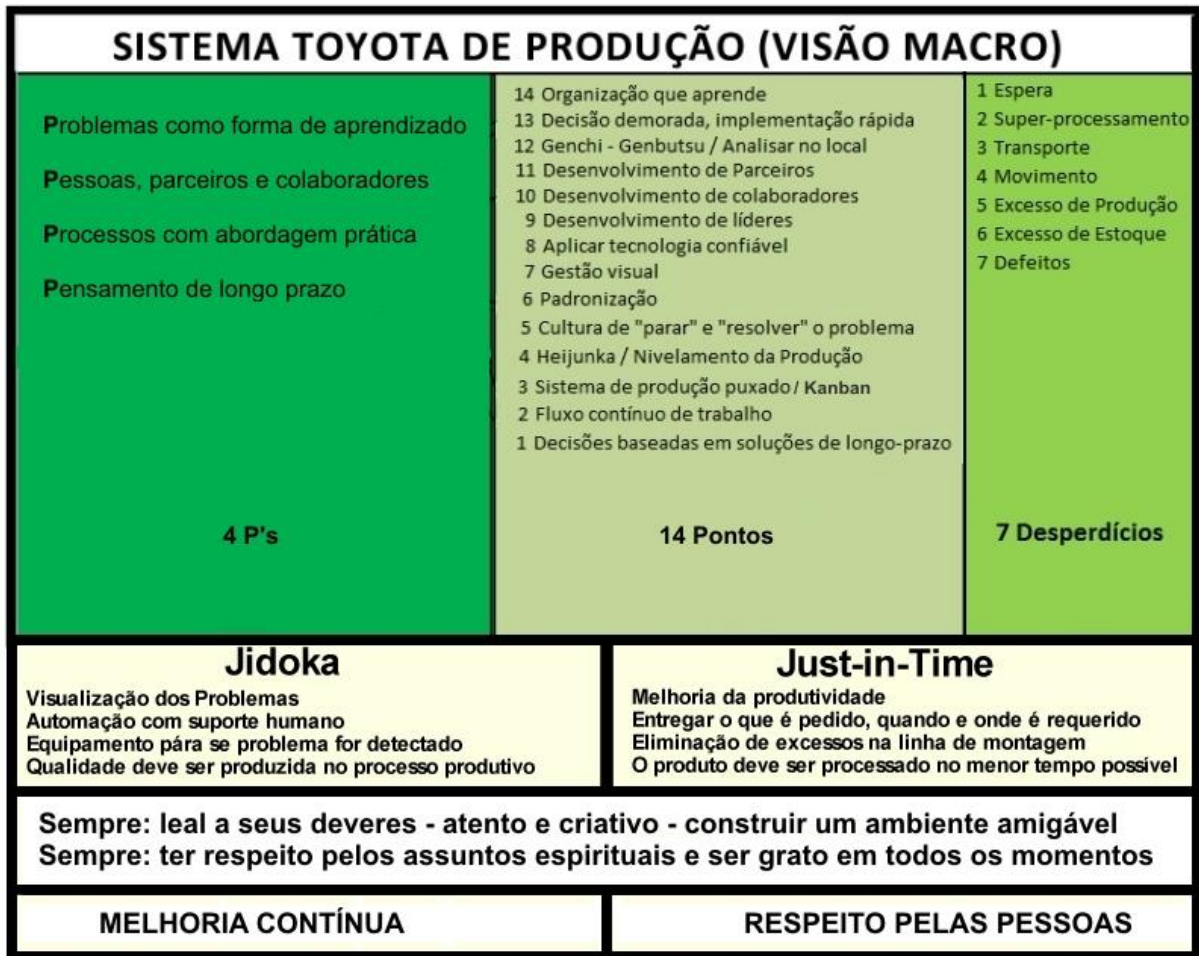 SISTEMA TOYOTA DE PRODUÇÃO (VISÃO MACRO)
Problemas como forma de aprendizado
Pessoas, parceiros e colaboradores
Processos com abordagem prática
Pensamento de longo prazo
4 P's
14 Organização que aprende
13 Decisão demorada, implementação rápida
12 Genchi - Genbutsu / Analisar no local
11 Desenvolvimento de Parceiros
10 Desenvolvimento de colaboradores
9 Desenvolvimento de líderes
8 Aplicar tecnologia confiável
7 Gestão visual
6 Padronização
5 Cultura de "parar" e "resolver" o problema
4 Heijunka / Nivelamento da Produção
3 Sistema de produção puxado / Kanban
2 Fluxo contínuo de trabalho
1 Decisões baseadas em soluções de longo-prazo
14 Pontos
1 Espera
2 Super-processamento
3 Transporte
4 Movimento
5 Excesso de Produção
6 Excesso de Estoque
7 Defeitos
7 Desperdícios
Jidoka
Visualização dos Problemas
Automação com suporte humano
Equipamento pára se problema for detectado
Qualidade deve ser produzida no processo produtivo
Just-in-Time
Melhoria da produtividade
Entregar o que é pedido, quando e onde é requerido
Eliminação de excessos na linha de montagem
O produto deve ser processado no menor tempo possível
Sempre: leal a seus deveres - atento e criativo - construir um ambiente amigável
Sempre: ter respeito pelos assuntos espirituais e ser grato em todos os momentos
MELHORIA CONTÍNUA
RESPEITO PELAS PESSOAS